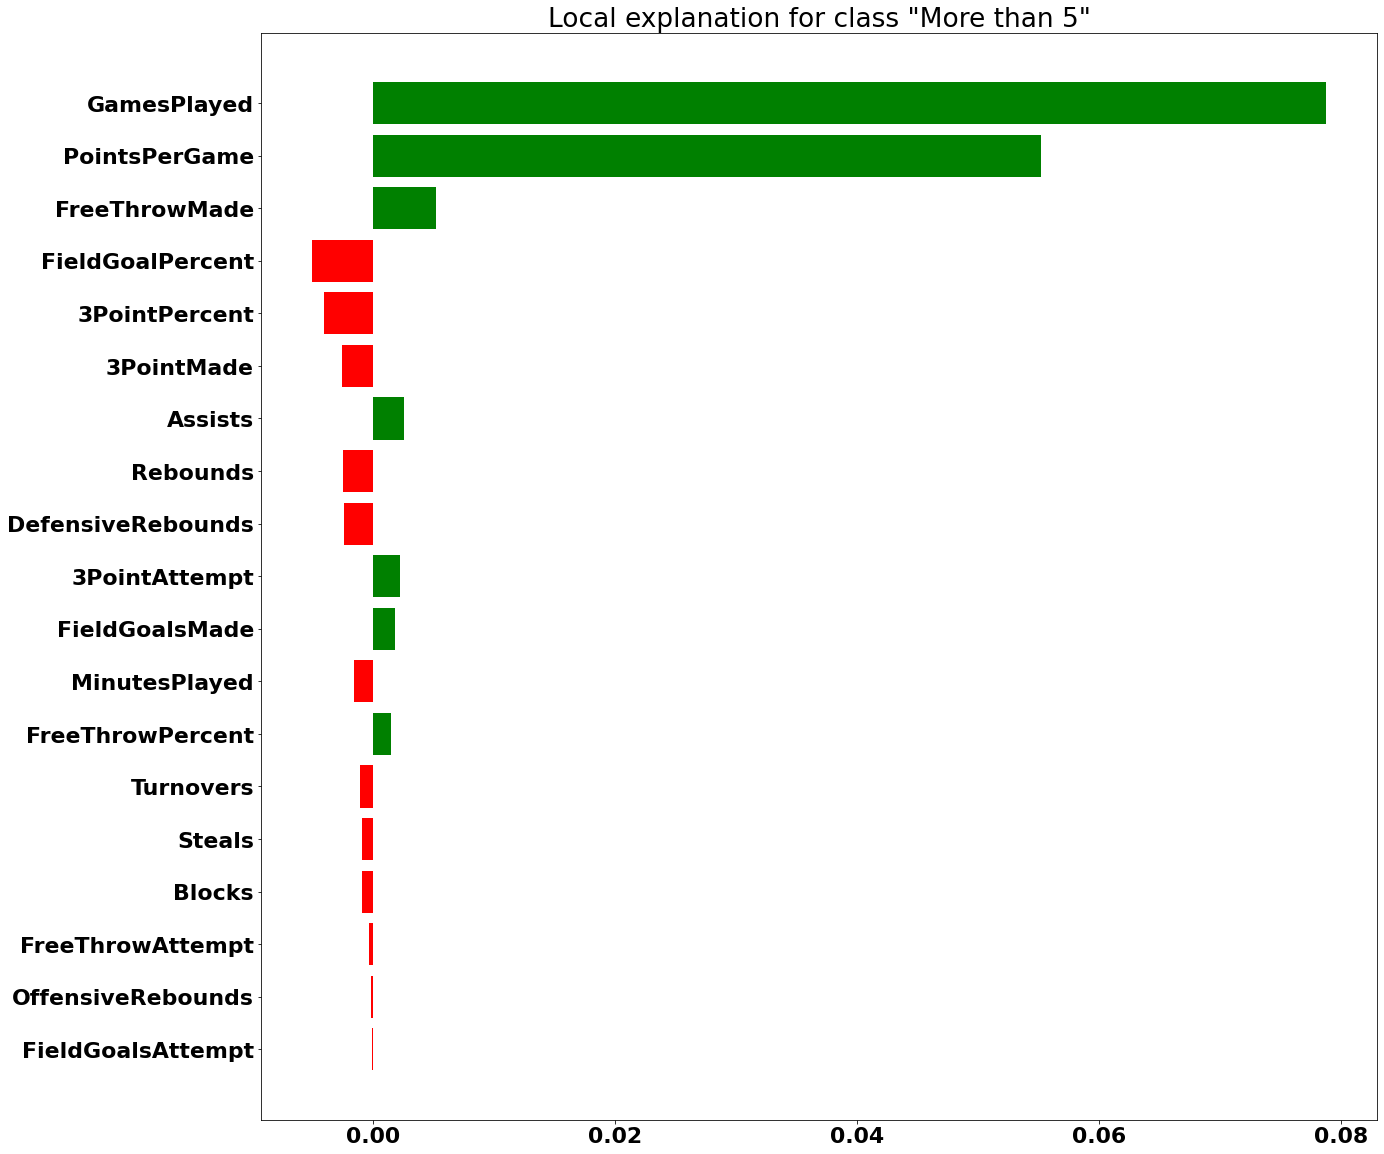 Local explanation for class "More than 5"
GamesPlayed
PointsPerGame
FreeThrowMade
FieldGoalPercent
3PointPercent
3PointMade
Assists
Rebounds
DefensiveRebounds
3PointAttempt
FieldGoalsMade
MinutesPlayed
FreeThrowPercent
Turnovers
Steals
Blocks
FreeThrowAttempt
OffensiveRebounds
FieldGoalsAttempt
0.00 0.02 0.04 0.06 0.08